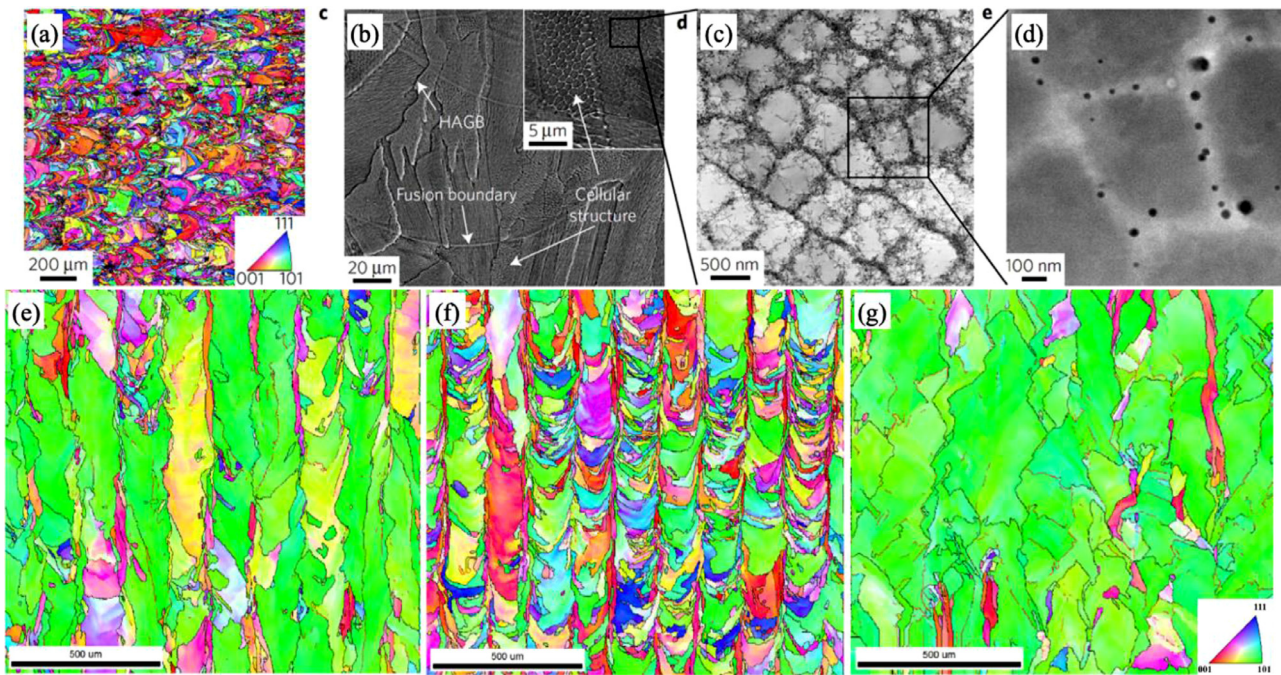 (a)
200 μm
111
001 101
c
(b)
HAGB
5 μm
Fusion boundary
Cellular
structure
20 μm
d
(c)
500 nm
e
(d)
100 nm
(e)
500 um
(f)
500 um
(g)
500 um
111
001
101